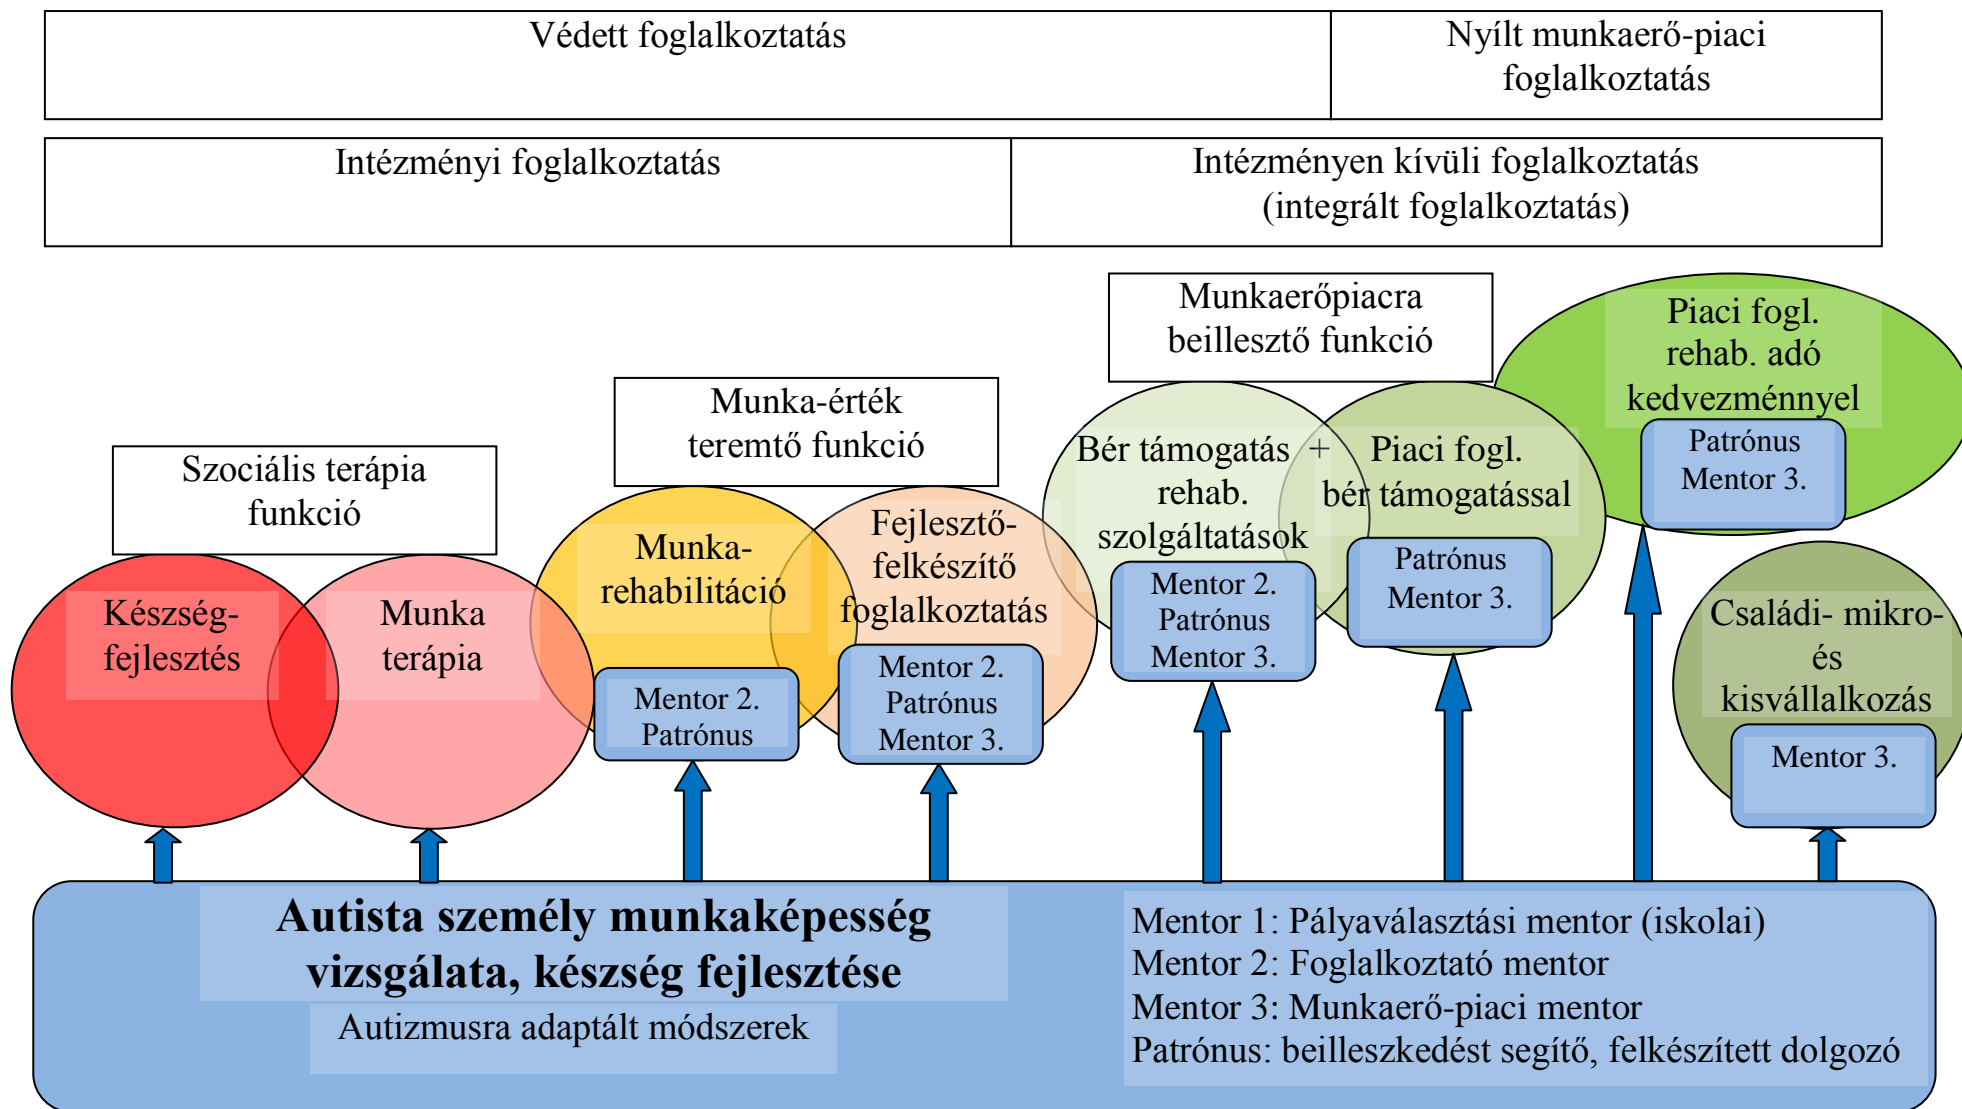 Védett foglalkoztatás
Nyílt munkaerő-piaci
foglalkoztatás
Intézményi foglalkoztatás
Intézményen kívüli foglalkoztatás
(integrált foglalkoztatás)
Szociális terápia
funkció
Munka-érték
teremtő funkció
Munkaerőpiacra
beillesztő funkció
Készség-
fejlesztés
Munka
terápia
Munka-
rehabilitáció
Mentor 2.
Patrónus
Fejlesztő-
felkészítő
foglalkoztatás
Mentor 2.
Patrónus
Mentor 3.
Bér támogatás +
rehab.
szolgáltatások
Mentor 2.
Patrónus
Mentor 3.
Piaci fogl.
bér támogatással
Patrónus
Mentor 3.
Piaci fogl.
rehab. adó
kedvezménnyel
Patrónus
Mentor 3.
Családi- mikro-
és
kisvállalkozás
Mentor 3.
Autista személy munkaképesség
vizsgálata, készség fejlesztése
Autizmusra adaptált módszerek
Mentor 1: Pályaválasztási mentor (iskolai)
Mentor 2: Foglalkoztató mentor
Mentor 3: Munkaerő-piaci mentor
Patrónus: beilleszkedést segítő, felkészített dolgozó